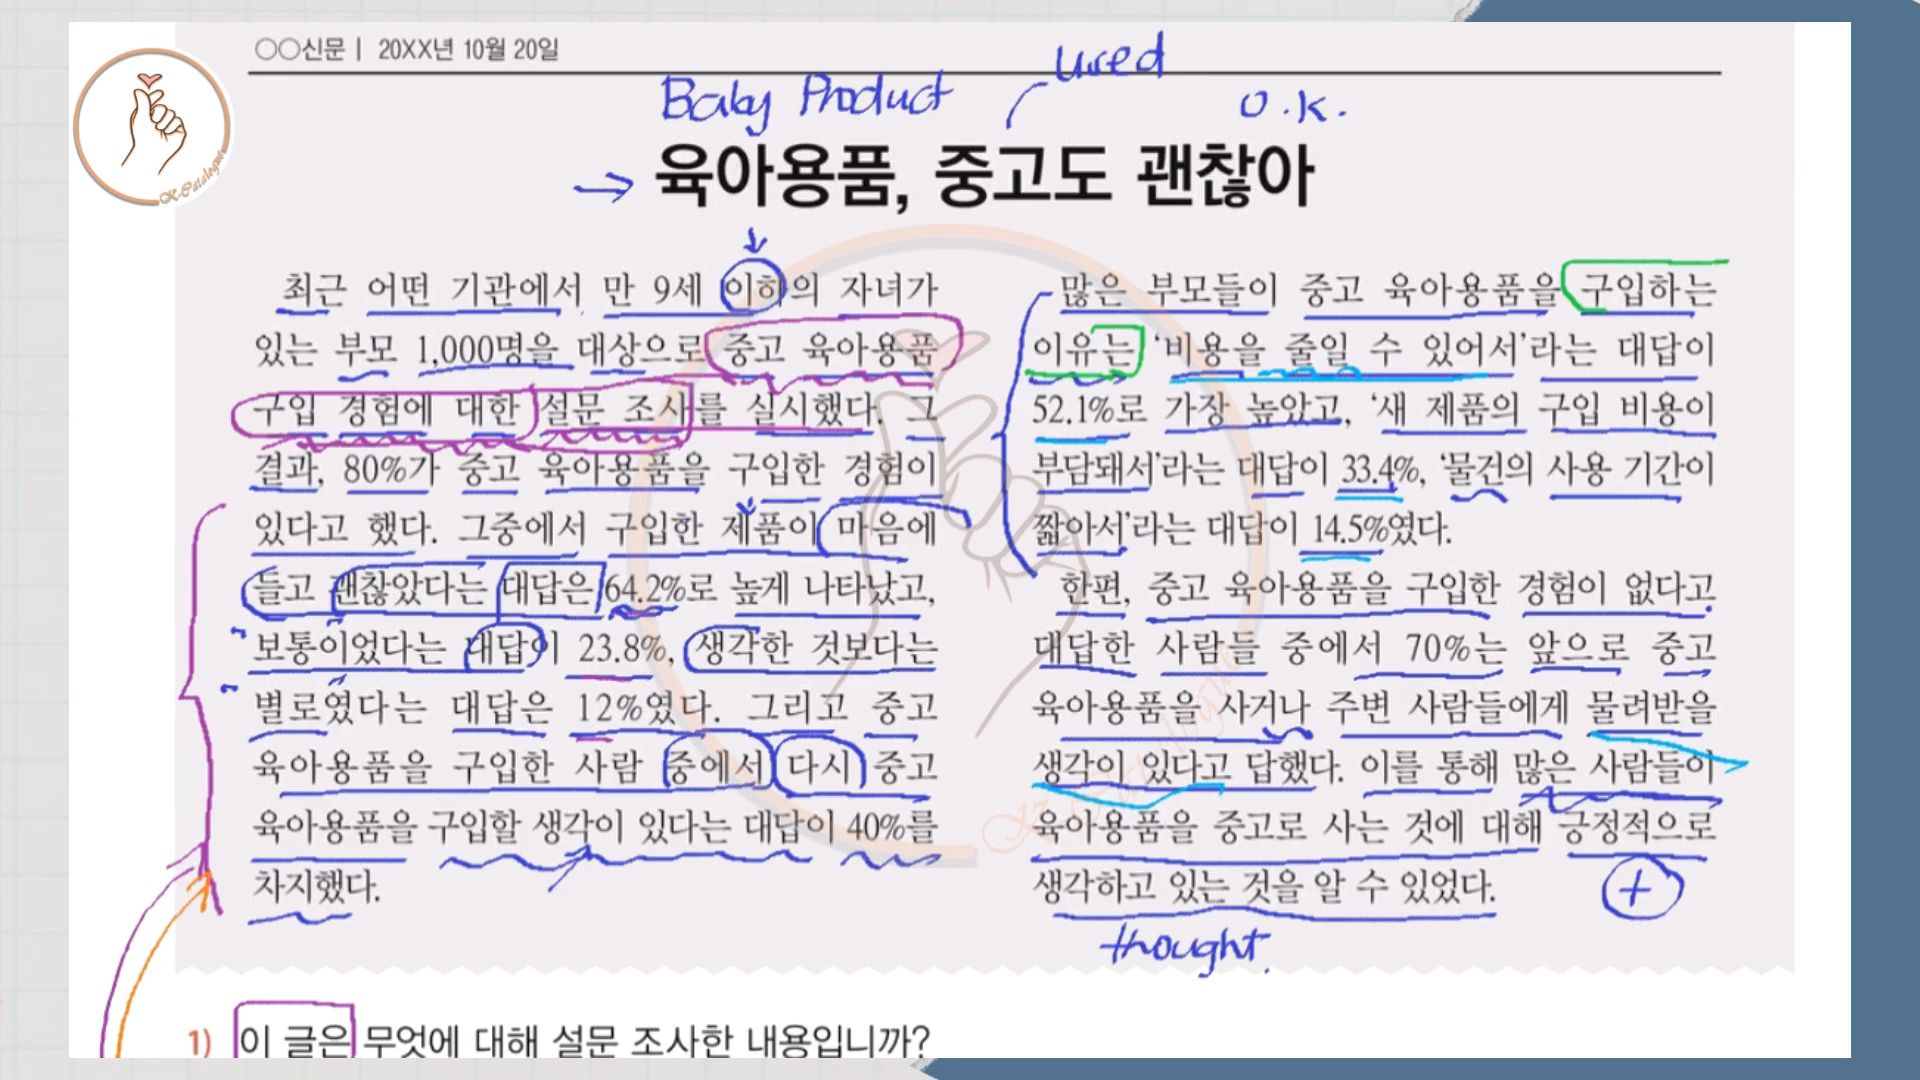 ○○신문 | 20XX년 10월 20일
used
Baby Product
O.K.
육아용품, 중고도 괜찮아
최근 어떤 기관에서 만 9세 이하의 자녀가
있는 부모 1,000명을 대상으로 중고 육아용품
구입 경험에 대한 설문 조사를 실시했다. 그
결과, 80%가 중고 육아용품을 구입한 경험이
있다고 했다. 그중에서 구입한 제품이 마음에
들고 괜찮았다는 대답은 64.2%로 높게 나타났고,
보통이었다는 대답이 23.8%, 생각한 것보다는
별로였다는 대답은 12%였다. 그리고 중고
육아용품을 구입한 사람 중에서 다시 중고
육아용품을 구입할 생각이 있다는 대답이 40%를
차지했다.
많은 부모들이 중고 육아용품을 구입하는
이유는 ‘비용을 줄일 수 있어서’라는 대답이
52.1%로 가장 높았고, ‘새 제품의 구입 비용이
부담돼서’라는 대답이 33.4%, ‘물건의 사용 기간이
짧아서’라는 대답이 14.5%였다.
한편, 중고 육아용품을 구입한 경험이 없다고
대답한 사람들 중에서 70%는 앞으로 중고
육아용품을 사거나 주변 사람들에게 물려받을
생각이 있다고 답했다. 이를 통해 많은 사람들이
육아용품을 중고로 사는 것에 대해 긍정적으로
생각하고 있는 것을 알 수 있었다.
+
thought.
1) 이 글은 무엇에 대해 설문 조사한 내용입니까?
K Catalogue